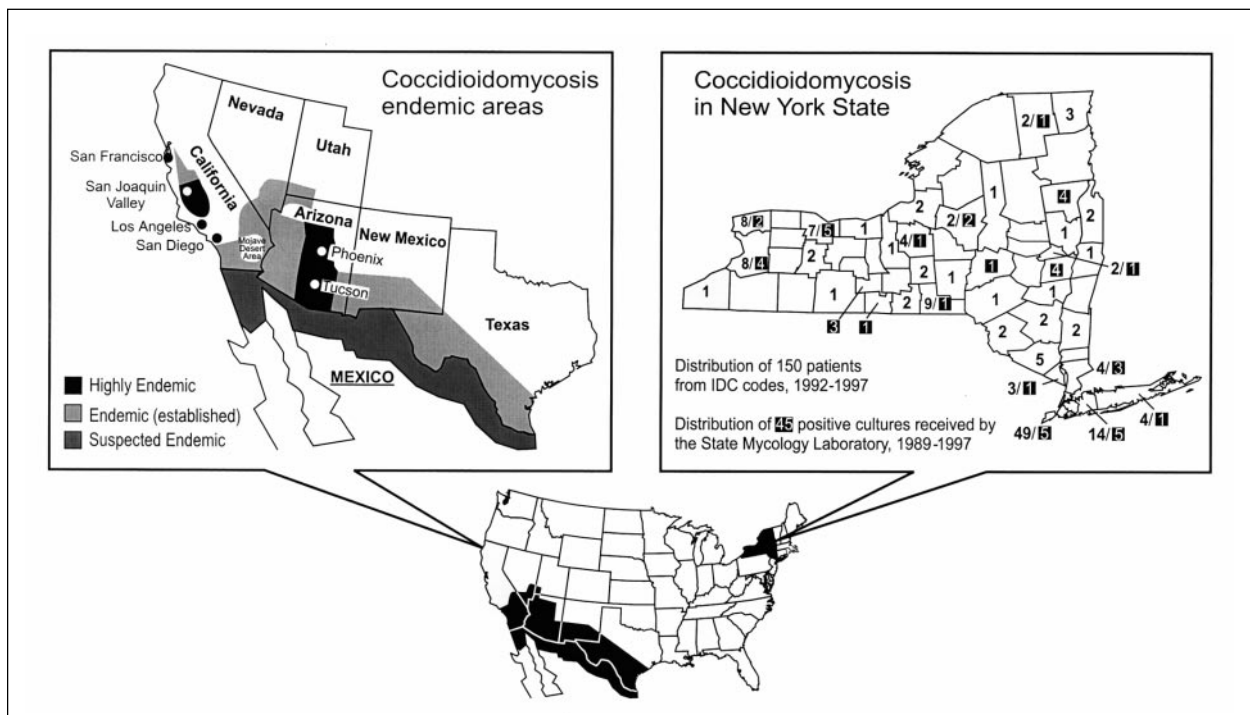 Coccidioidomycosis
endemic areas
Nevada
Utah
San Francisco
California
San Joaquin
Valley
Los Angeles
San Diego
Mojave
Desert
Area
Arizona
New Mexico
Phoenix
Tucson
Texas
MEXICO
Highly Endemic
Endemic (established)
Suspected Endemic
Coccidioidomycosis
in New York State
2/1
3
1
4
2
2
8/2
7/5
1
2/2
1
4/1
1
1
8/4
2
1
4
2/1
2
1
1
1
1
2
9/1
1
3
1
2
2
2
5
4/3
3/1
4/1
49/5
14/5
Distribution of 150 patients
from IDC codes, 1992-1997
Distribution of 45 positive cultures received by
the State Mycology Laboratory, 1989-1997